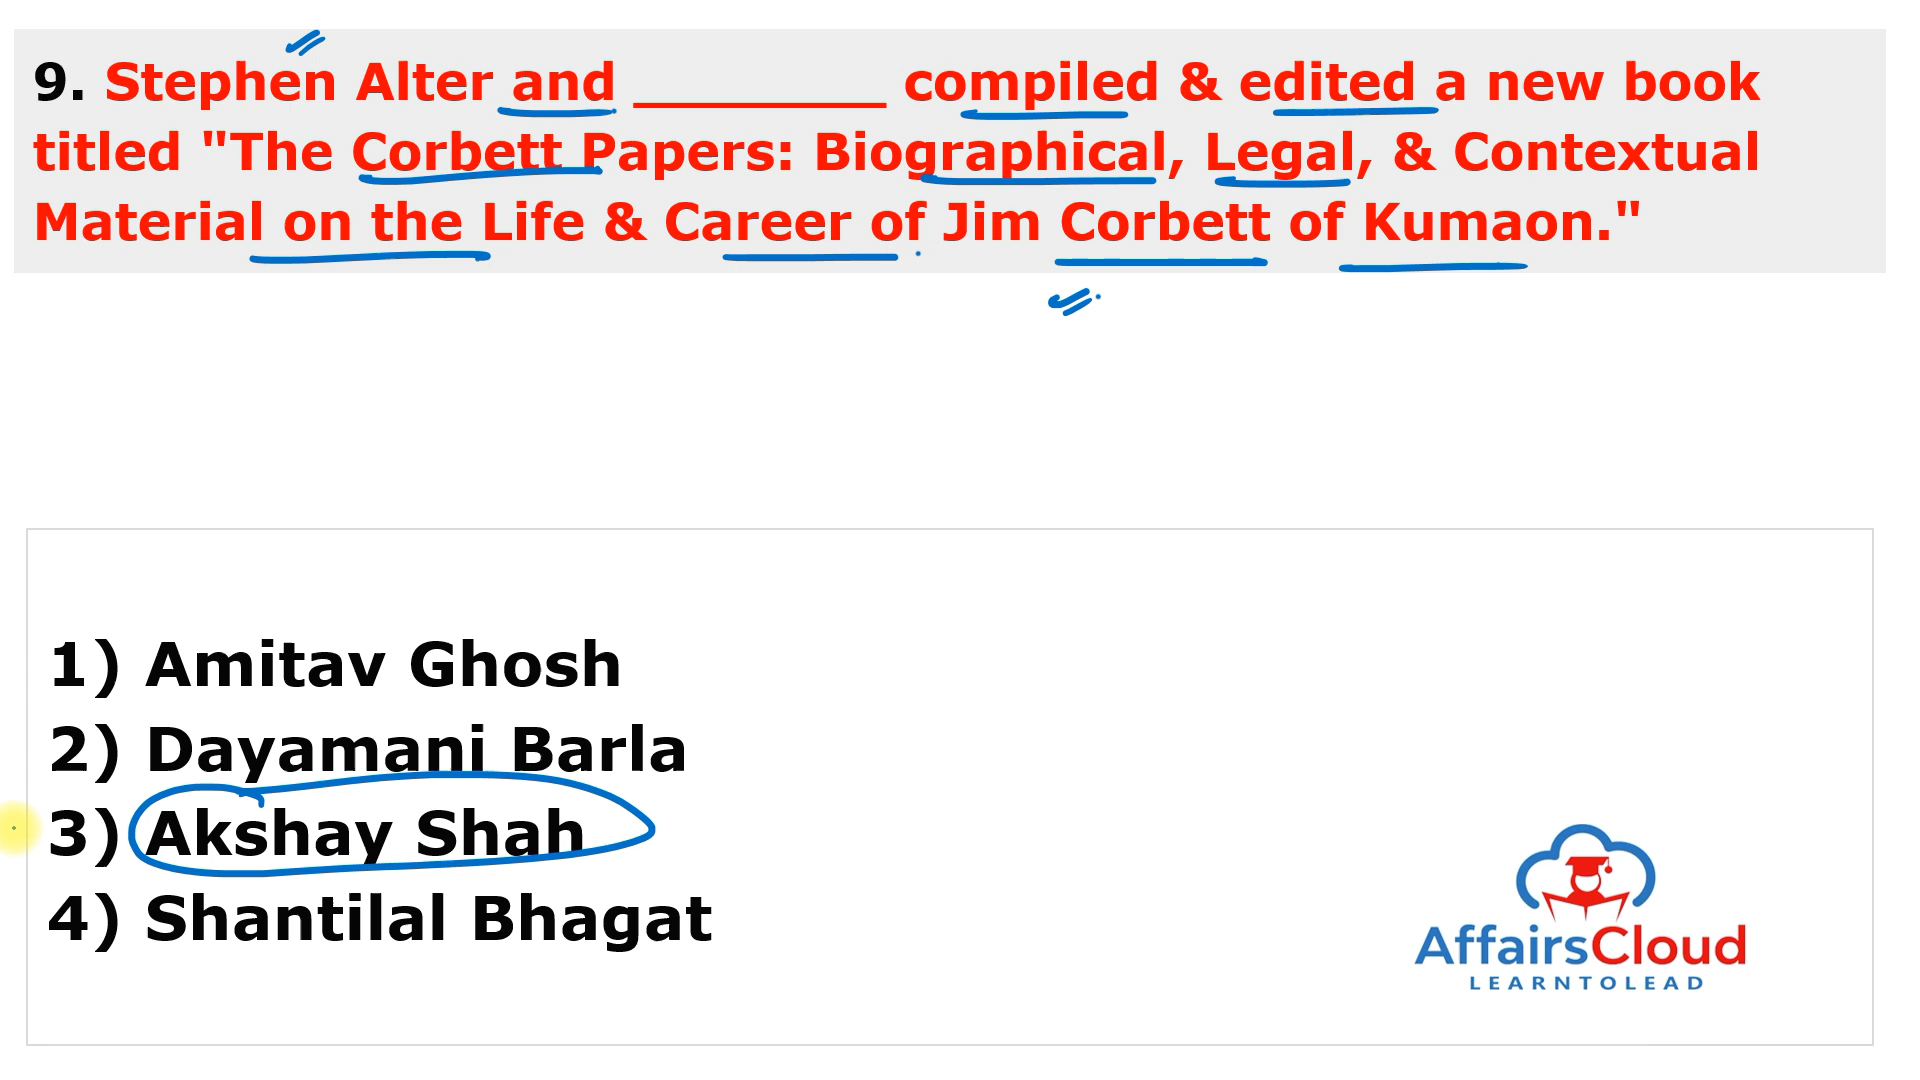 9. Stephen Alter and __________ compiled & edited a new book
titled "The Corbett Papers: Biographical, Legal, & Contextual
Material on the Life & Career of Jim Corbett of Kumaon."
1) Amitav Ghosh
2) Dayamani Barla
3) Akshay Shah
4) Shantilal Bhagat
AffairsCloud
LEARNTOLEAD